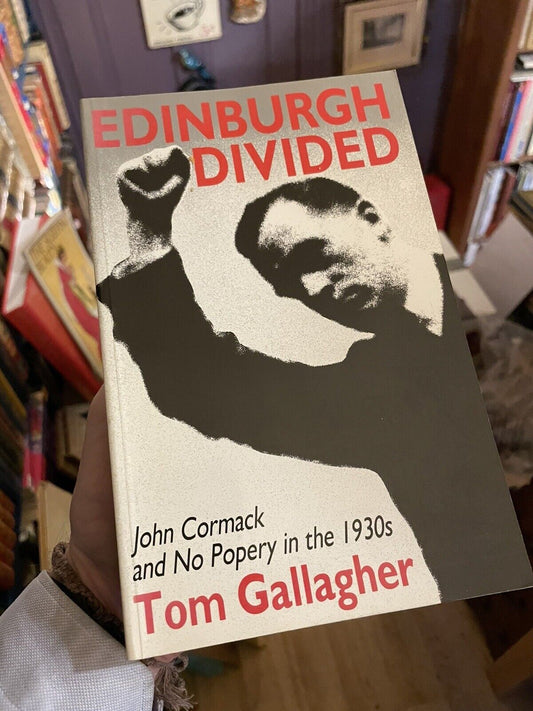 EDINBURGH
DIVIDED
John Cormack
and No Popery in the 1930s
Tom Gallagher